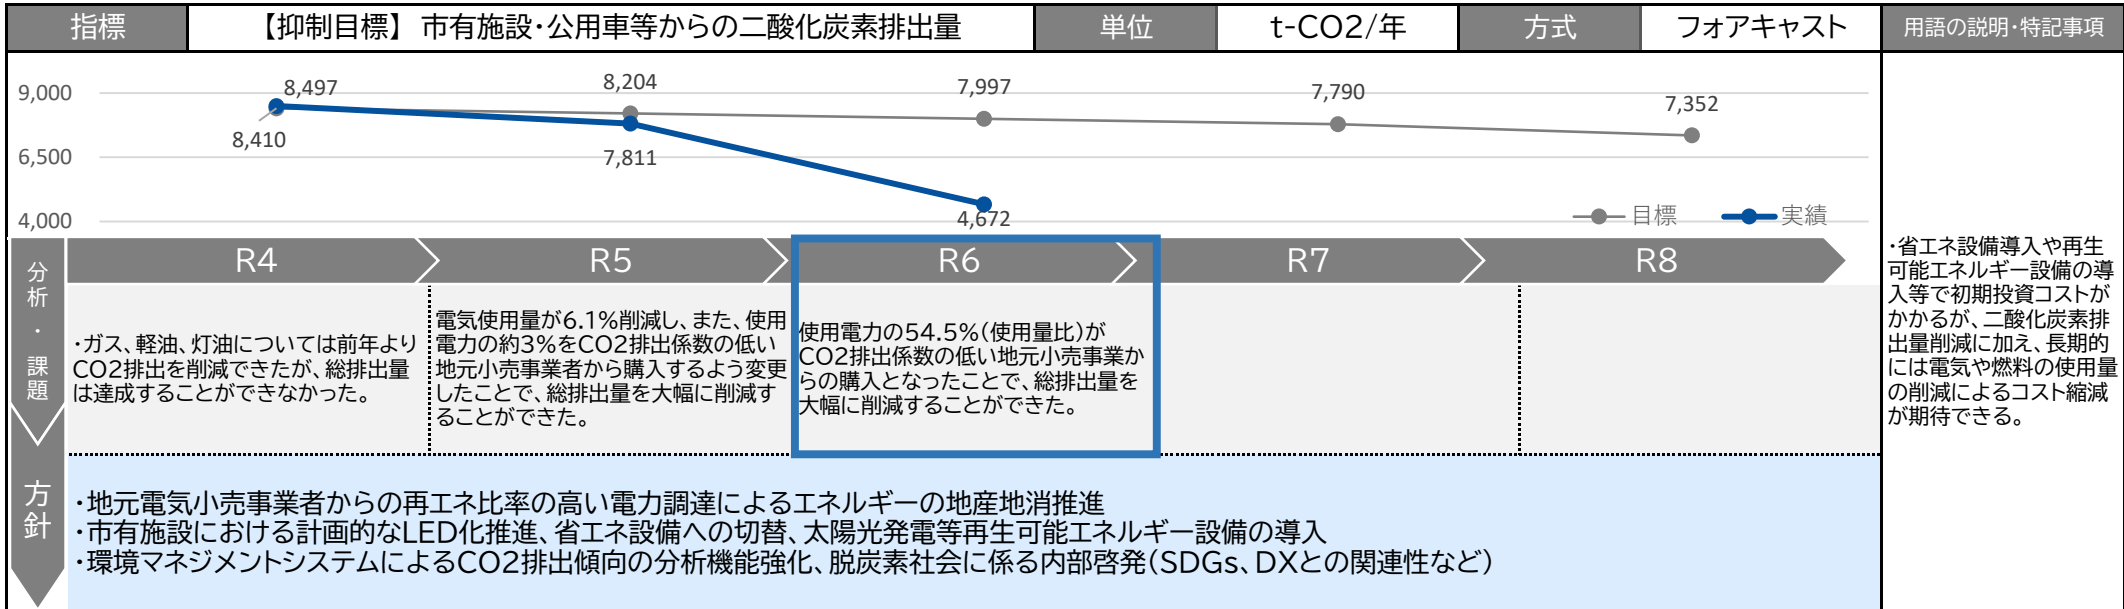 指標
【抑制目標】 市有施設・公用車等からの二酸化炭素排出量
単位
t-CO2/年
方式
フォアキャスト
用語の説明・特記事項
9,000
6,500
4,000
8,497
8,410
8,204
7,811
7,997
4,672
7,790
7,352
目標
実績
分析・課題
R4
R5
R6
R7
R8
・ガス、軽油、灯油については前年より
CO2排出を削減できたが、総排出量
は達成することができなかった。
電気使用量が6.1%削減し、また、使用
電力の約3%をCO2排出係数の低い
地元小売事業者から購入するよう変更
したことで、総排出量を大幅に削減す
ることができた。
使用電力の54.5%(使用量比)が
CO2排出係数の低い地元小売事業か
らの購入となったことで、総排出量を
大幅に削減することができた。
・省エネ設備導入や再生
可能エネルギー設備の導
入等で初期投資コストが
かかるが、二酸化炭素排
出量削減に加え、長期的
には電気や燃料の使用量
の削減によるコスト縮減
が期待できる。
方針
・地元電気小売事業者からの再エネ比率の高い電力調達によるエネルギーの地産地消推進
・市有施設における計画的なLED化推進、省エネ設備への切替、太陽光発電等再生可能エネルギー設備の導入
・環境マネジメントシステムによるCO2排出傾向の分析機能強化、脱炭素社会に係る内部啓発(SDGs、DXとの関連性など)